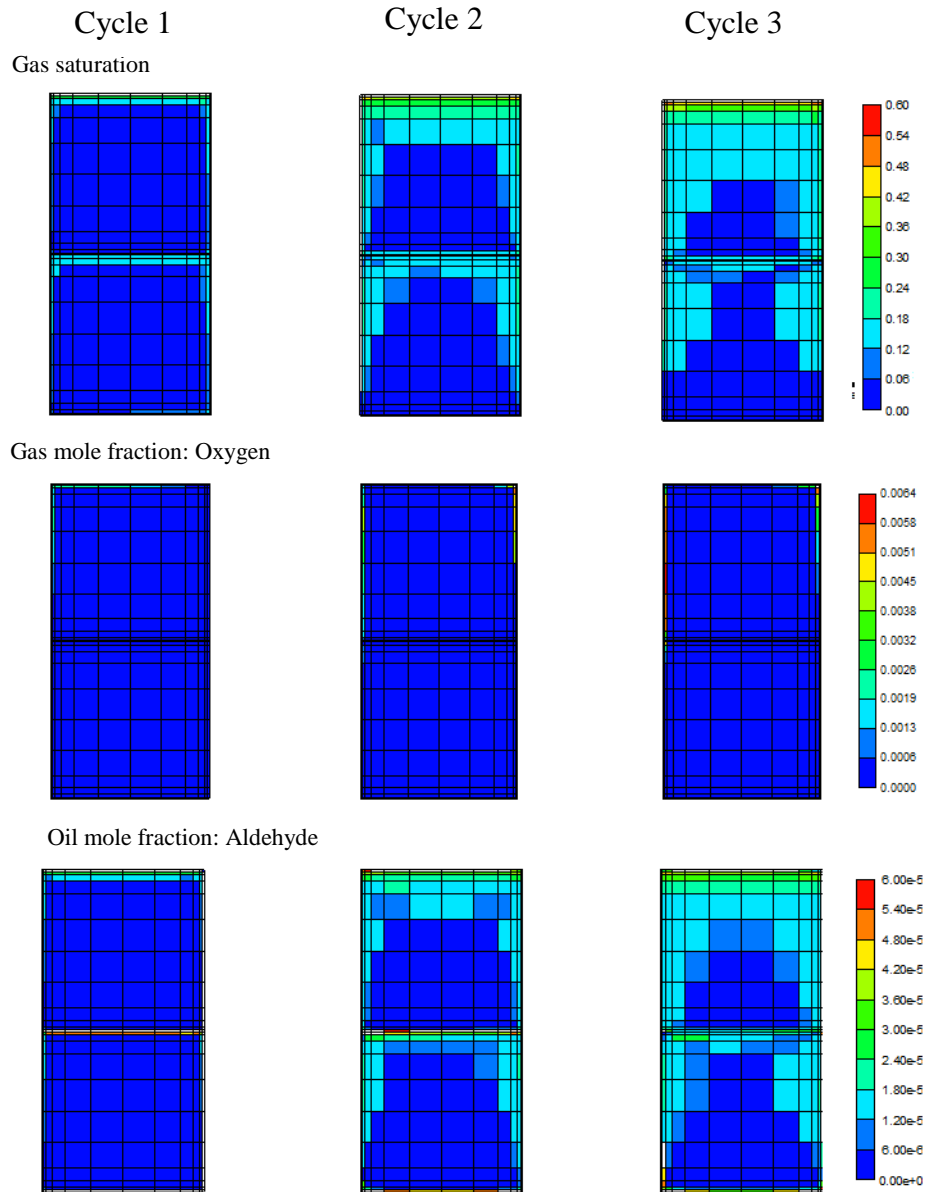 Cycle 1 Cycle 2 Cycle 3
Gas saturation
0.60
0.54
0.48
0.42
0.36
0.30
0.24
0.18
0.12
0.06
0.00
Gas mole fraction: Oxygen
0.0064
0.0058
0.0051
0.0045
0.0038
0.0032
0.0026
0.0019
0.0013
0.0006
0.0000
Oil mole fraction: Aldehyde
6.00e-5
5.40e-5
4.80e-5
4.20e-5
3.60e-5
3.00e-5
2.40e-5
1.80e-5
1.20e-5
6.00e-6
0.00e+0